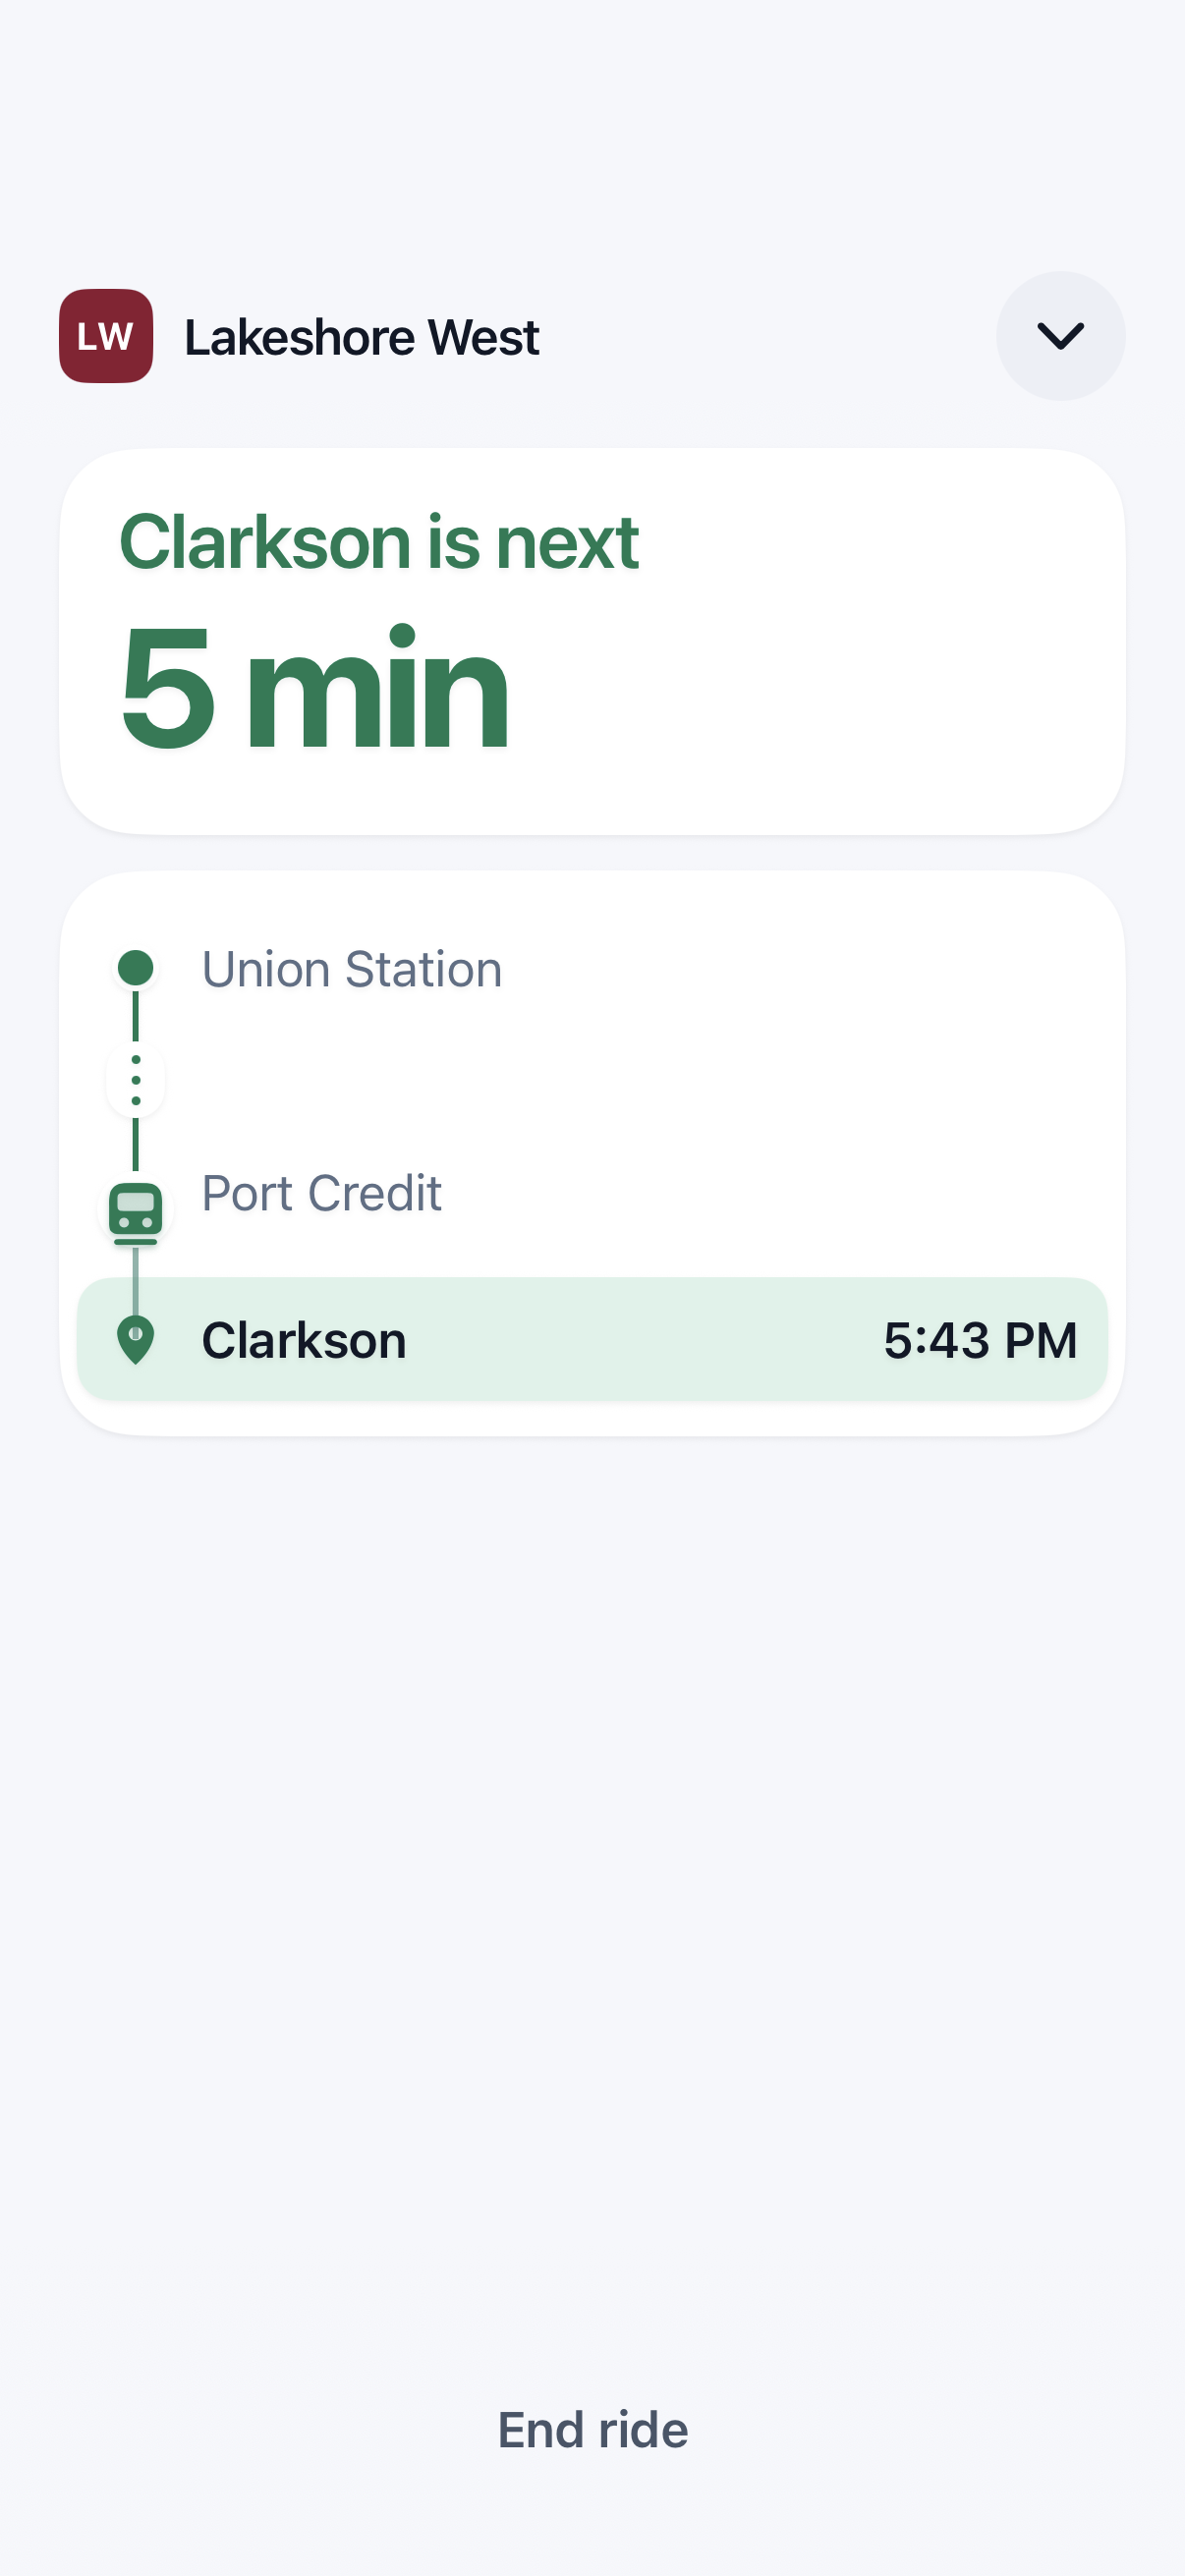 LW Lakeshore West
Clarkson is next
5 min
Union Station
Port Credit
Clarkson 5:43 PM
End ride